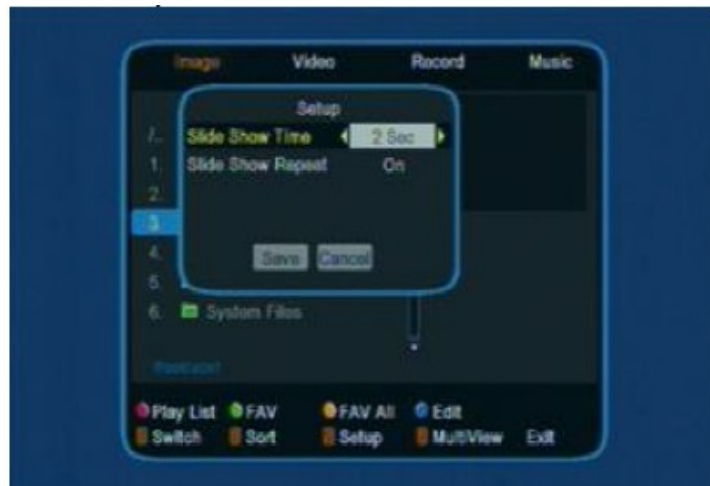 Image Video Record Music
Setup
/..
Slide Show Time 2 Sec
1. Slide Show Repeat On
2.
3.
4.
Save Cancel
5.
6. System Files
Play List FAV FAV All Edit
Switch Sort Setup MultiView Exit